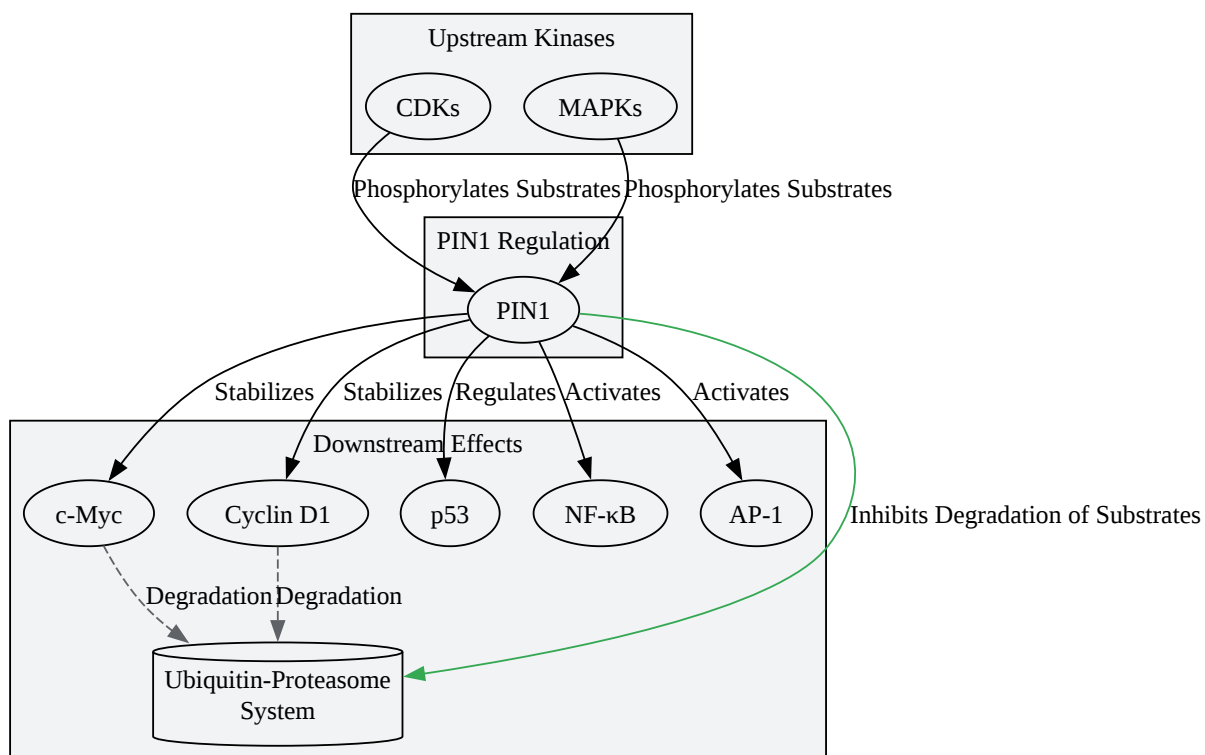 Upstream Kinases
CDKs
MAPKs
Phosphorylates Substrates
Phosphorylates Substrates
PIN1 Regulation
PIN1
Stabilizes
Stabilizes
Regulates
Activates
Activates
Downstream Effects
c-Myc
Cyclin D1
p53
NF-κB
AP-1
Inhibits Degradation of Substrates
Degradation
Degradation
Ubiquitin-Proteasome
System